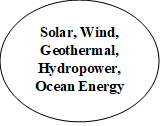 Solar, Wind,
Geothermal,
Hydropower,
Ocean Energy